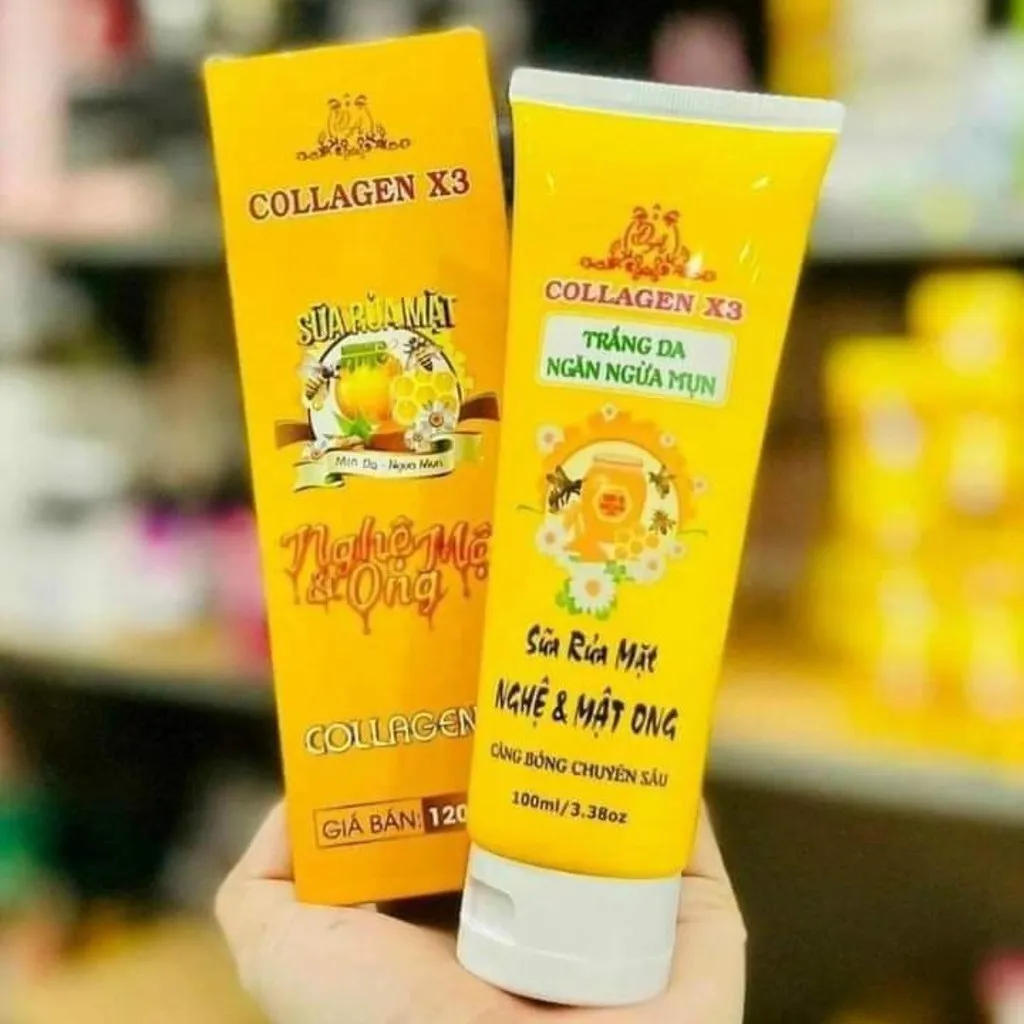 COLLAGEN X3
SỮA RỬA MẶT
Mịn Da - Ngừa Mụn
Nghệ Mậ
& Ong
COLLAGEN
GIÁ BÁN: 120
COLLAGEN X3
TRẮNG DA
NGĂN NGỪA MỤN
Sữa Rửa Mặt
NGHỆ & MẬT ONG
CĂNG BÓNG CHUYÊN SÂU
100ml/3.38oz